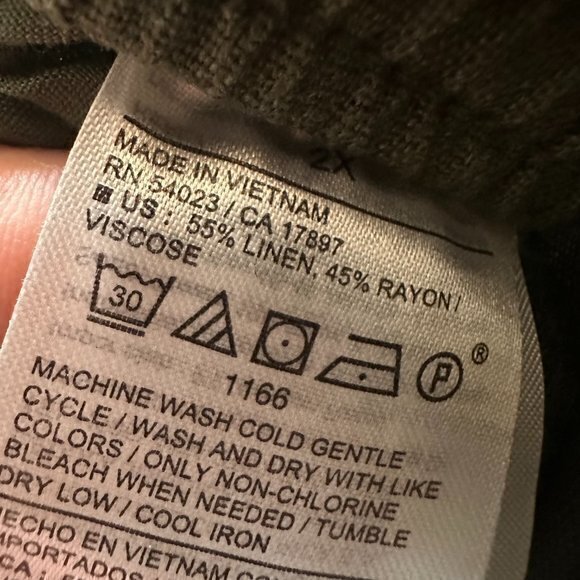 2X
MADE IN VIETNAM
RN 54023 / CA 17897
US : 55% LINEN, 45% RAYON /
VISCOSE
30
P ®
1166
MACHINE WASH COLD GENTLE
CYCLE / WASH AND DRY WITH LIKE
COLORS / ONLY NON-CHLORINE
BLEACH WHEN NEEDED / TUMBLE
DRY LOW / COOL IRON
HECHO EN VIETNAM
IMPORTADOS
CA :